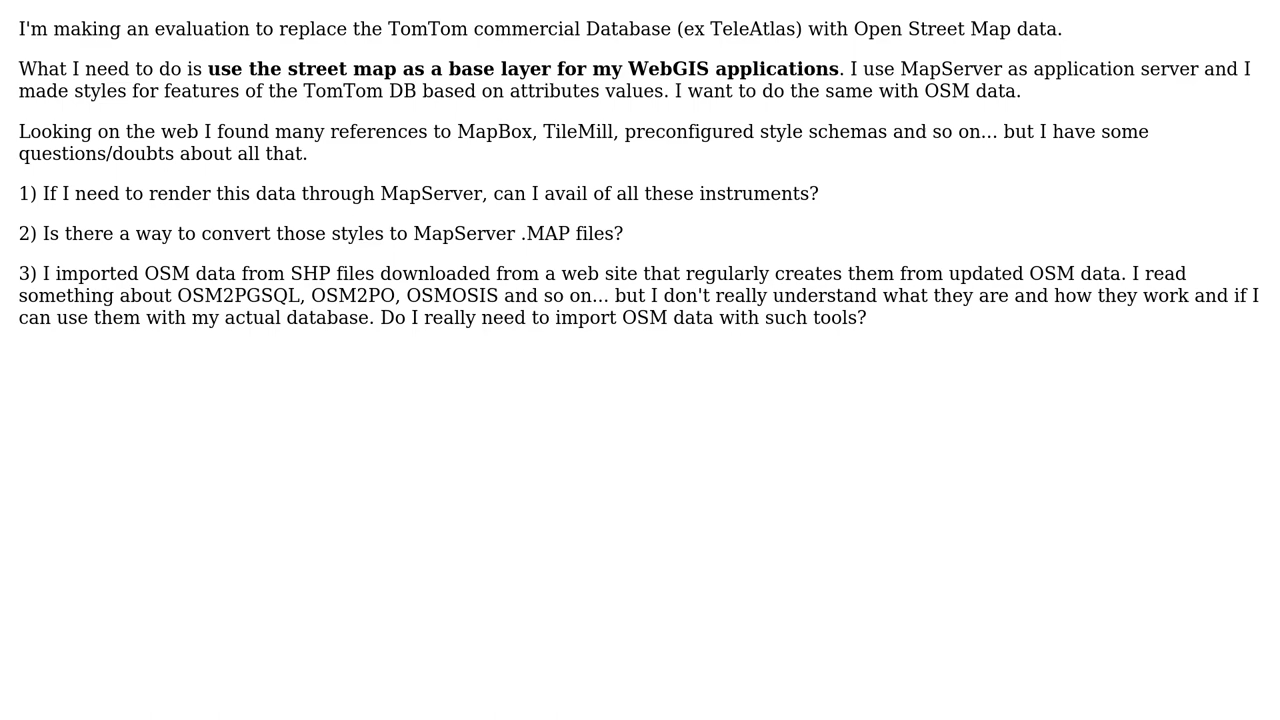 I'm making an evaluation to replace the TomTom commercial Database (ex TeleAtlas) with Open Street Map data.
What I need to do is use the street map as a base layer for my WebGIS applications. I use MapServer as application server and I
made styles for features of the TomTom DB based on attributes values. I want to do the same with OSM data.
Looking on the web I found many references to MapBox, TileMill, preconfigured style schemas and so on... but I have some
questions/doubts about all that.
1) If I need to render this data through MapServer, can I avail of all these instruments?
2) Is there a way to convert those styles to MapServer .MAP files?
3) I imported OSM data from SHP files downloaded from a web site that regularly creates them from updated OSM data. I read
something about OSM2PGSQL, OSM2PO, OSMOSIS and so on... but I don't really understand what they are and how they work and if I
can use them with my actual database. Do I really need to import OSM data with such tools?